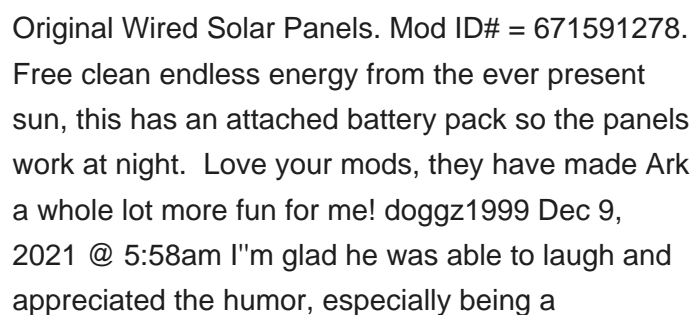 Original Wired Solar Panels. Mod ID# = 671591278.
Free clean endless energy from the ever present
sun, this has an attached battery pack so the panels
work at night.  Love your mods, they have made Ark
a whole lot more fun for me! doggz1999 Dec 9,
2021 @ 5:58am I"m glad he was able to laugh and
appreciated the humor, especially being a